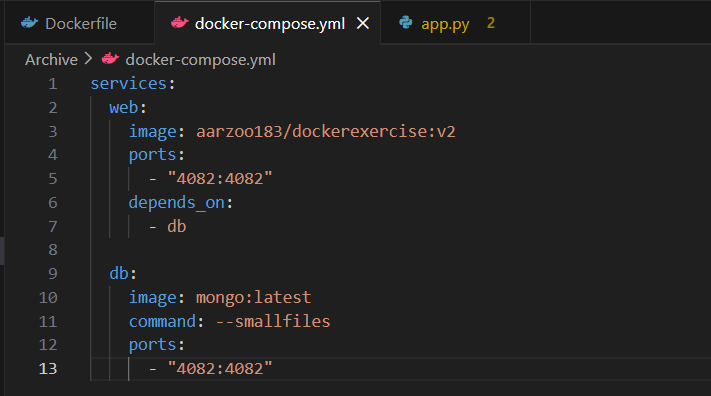 Dockerfile docker-compose.yml app.py 2
Archive > docker-compose.yml
1 services:
2 web:
3 image: aarzoo183/dockerexercise:v2
4 ports:
5 - "4082:4082"
6 depends_on:
7 - db
8
9 db:
10 image: mongo:latest
11 command: --smallfiles
12 ports:
13 - "4082:4082"